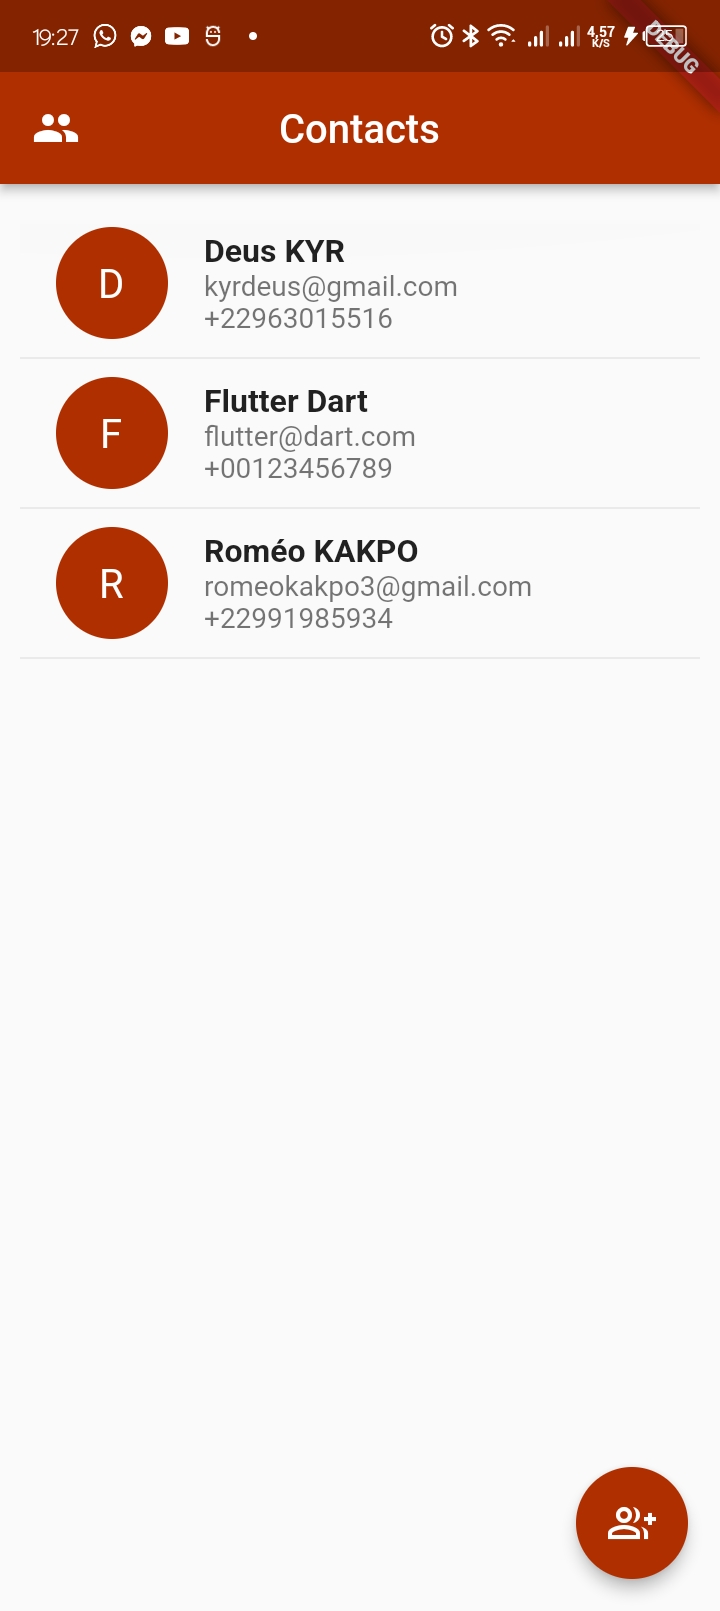 19:27
4,57
K/S
25
DEBUG
Contacts
D
Deus KYR
kyrdeus@gmail.com
+22963015516
F
Flutter Dart
flutter@dart.com
+00123456789
R
Roméo KAKPO
romeokakpo3@gmail.com
+22991985934